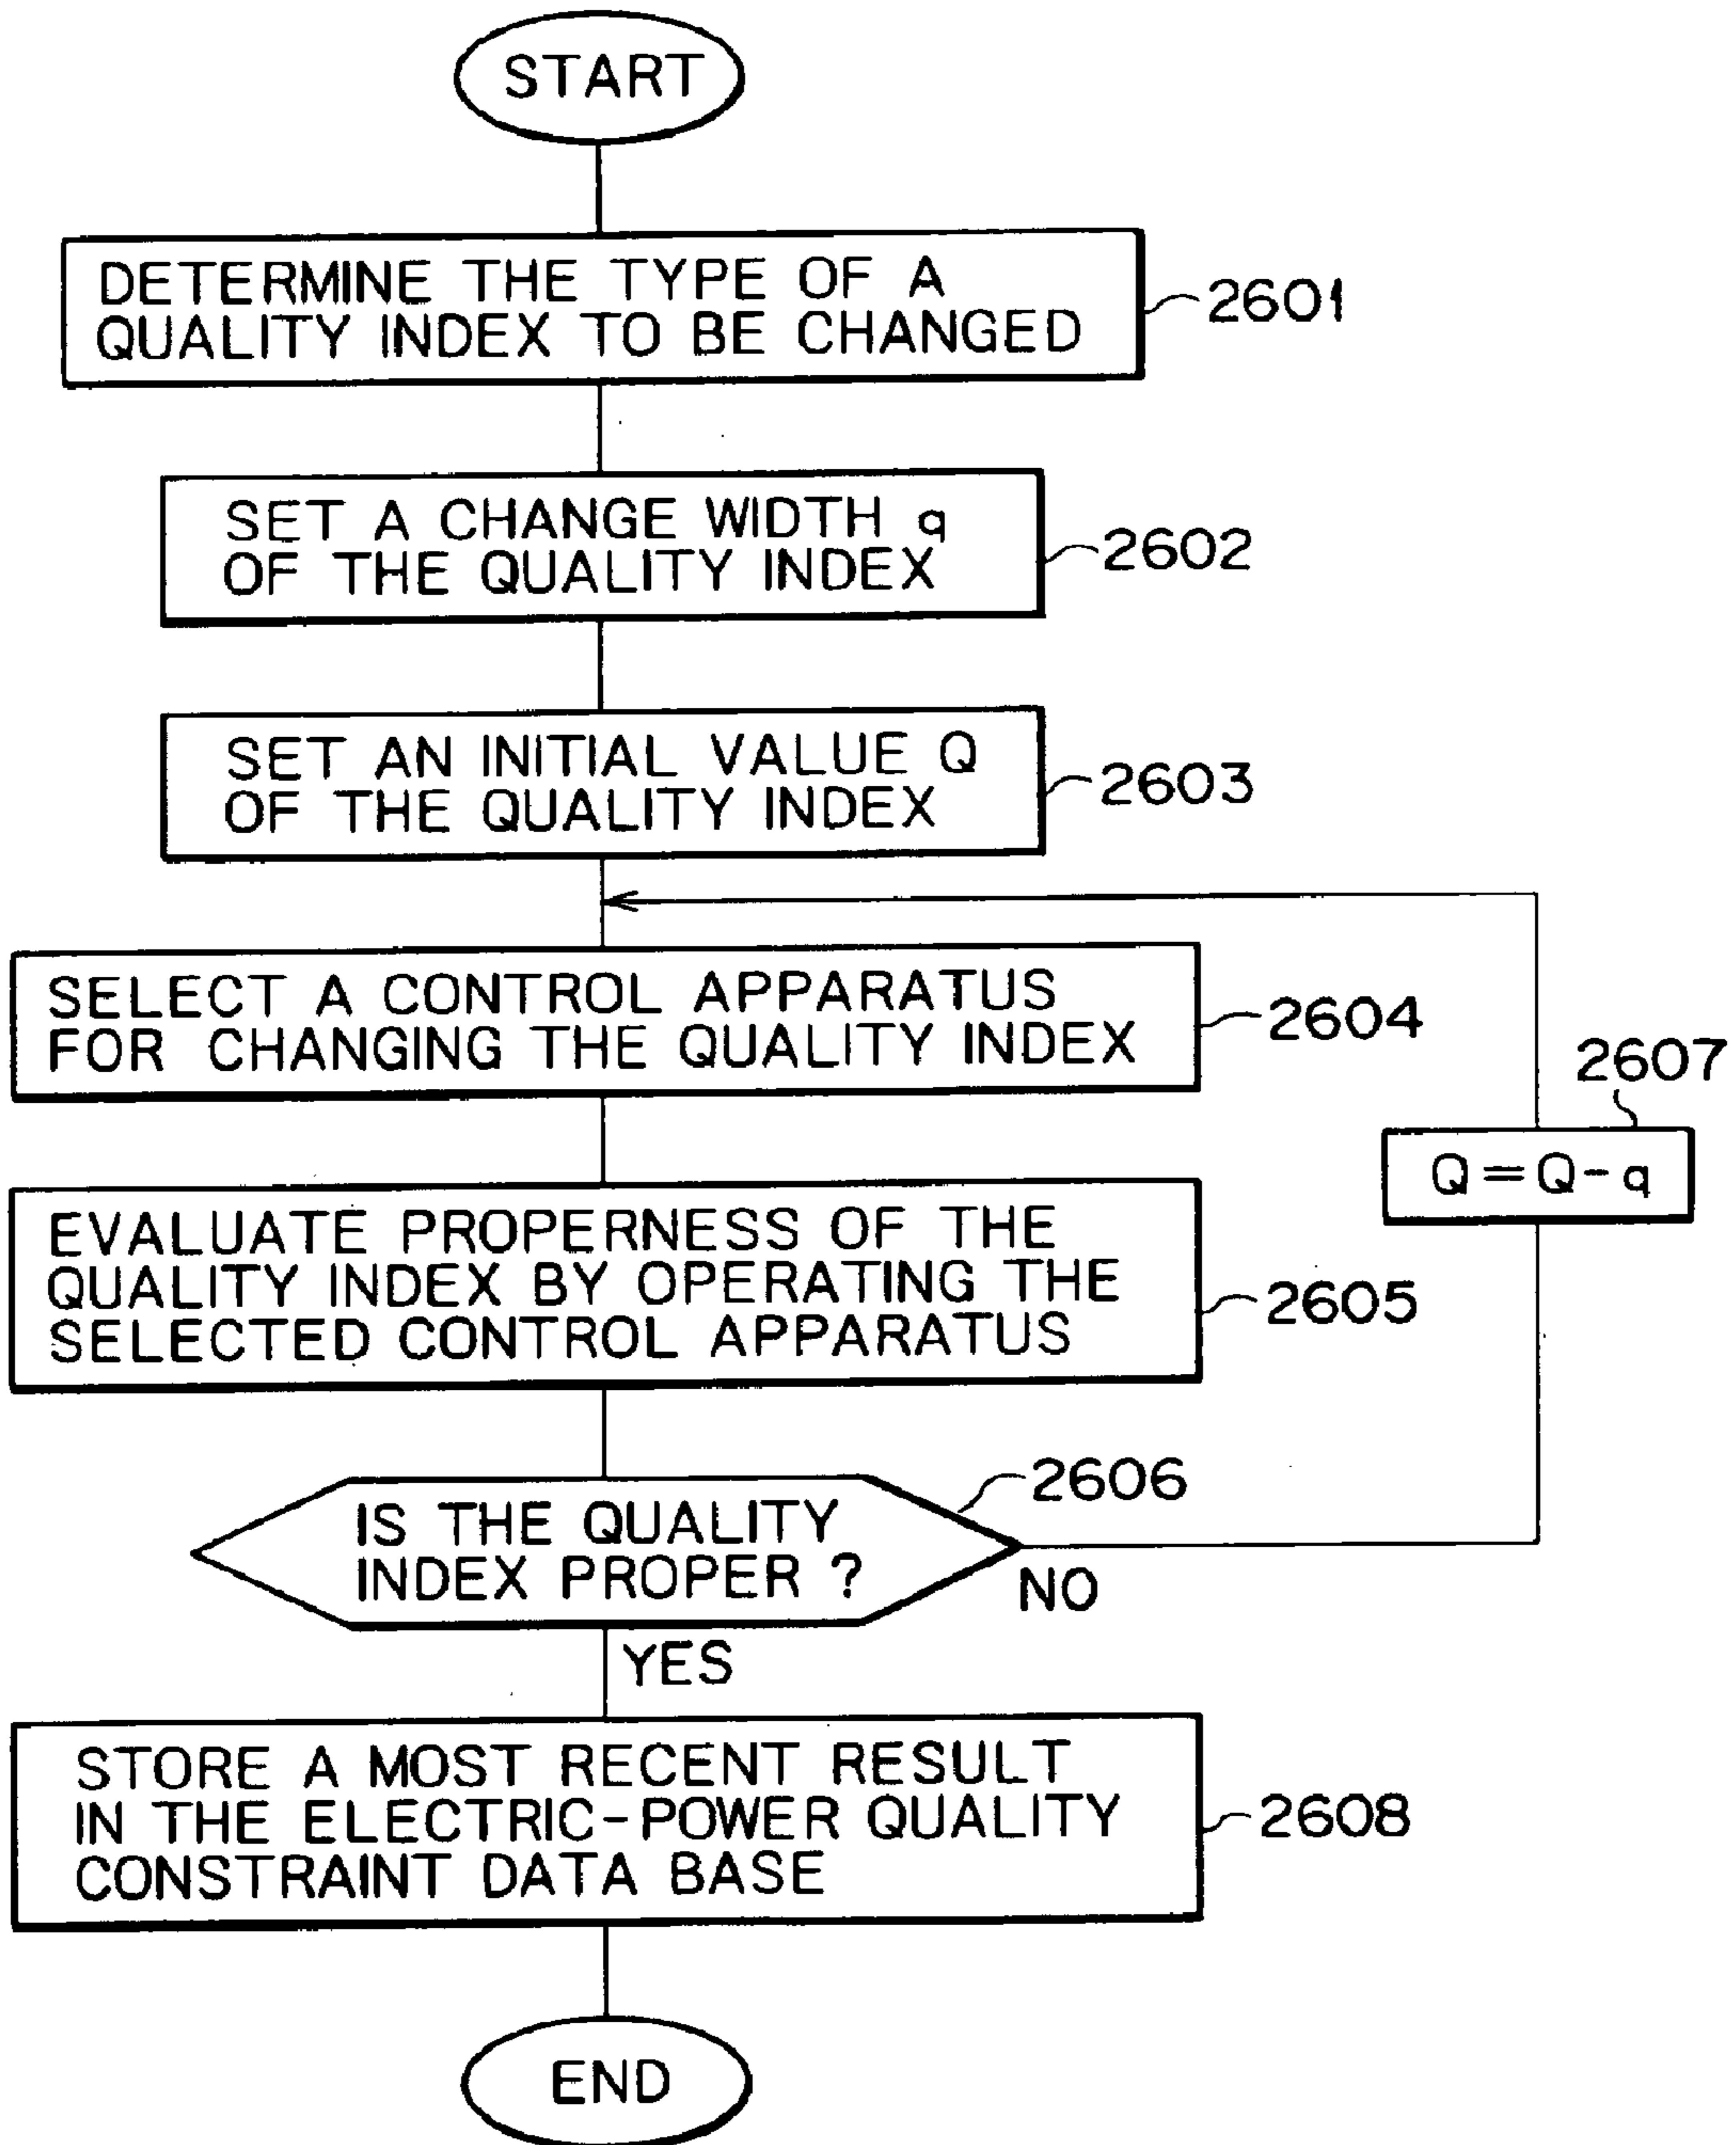 START
DETERMINE THE TYPE OF A
QUALITY INDEX TO BE CHANGED
2601
SET A CHANGE WIDTH q
OF THE QUALITY INDEX
2602
SET AN INITIAL VALUE Q
OF THE QUALITY INDEX
2603
SELECT A CONTROL APPARATUS
FOR CHANGING THE QUALITY INDEX
2604
2607
Q=Q-q
EVALUATE PROPERNESS OF THE
QUALITY INDEX BY OPERATING THE
SELECTED CONTROL APPARATUS
2605
2606
IS THE QUALITY
INDEX PROPER ?
NO
YES
STORE A MOST RECENT RESULT
IN THE ELECTRIC-POWER QUALITY
CONSTRAINT DATA BASE
2608
END